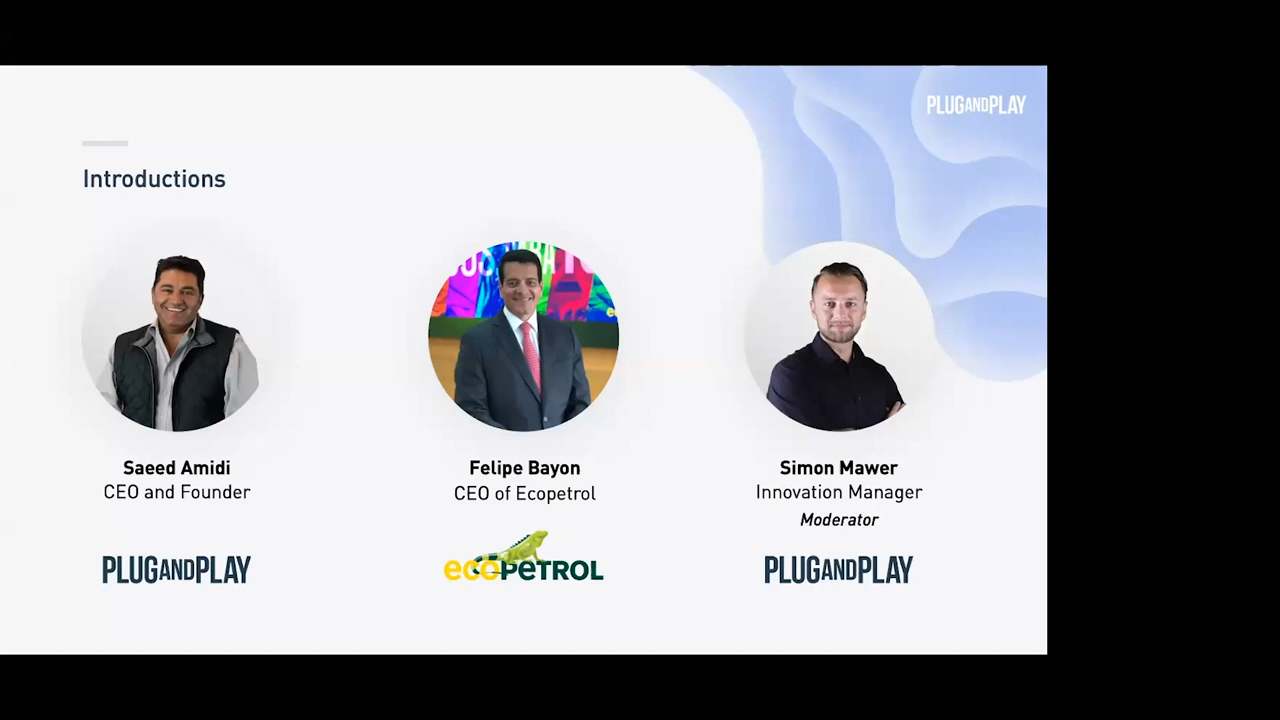 PLUGANDPLAY
Introductions
Saeed Amidi
CEO and Founder
PLUGANDPLAY
Felipe Bayon
CEO of Ecopetrol
ecoPETROL
Simon Mawer
Innovation Manager
Moderator
PLUGANDPLAY